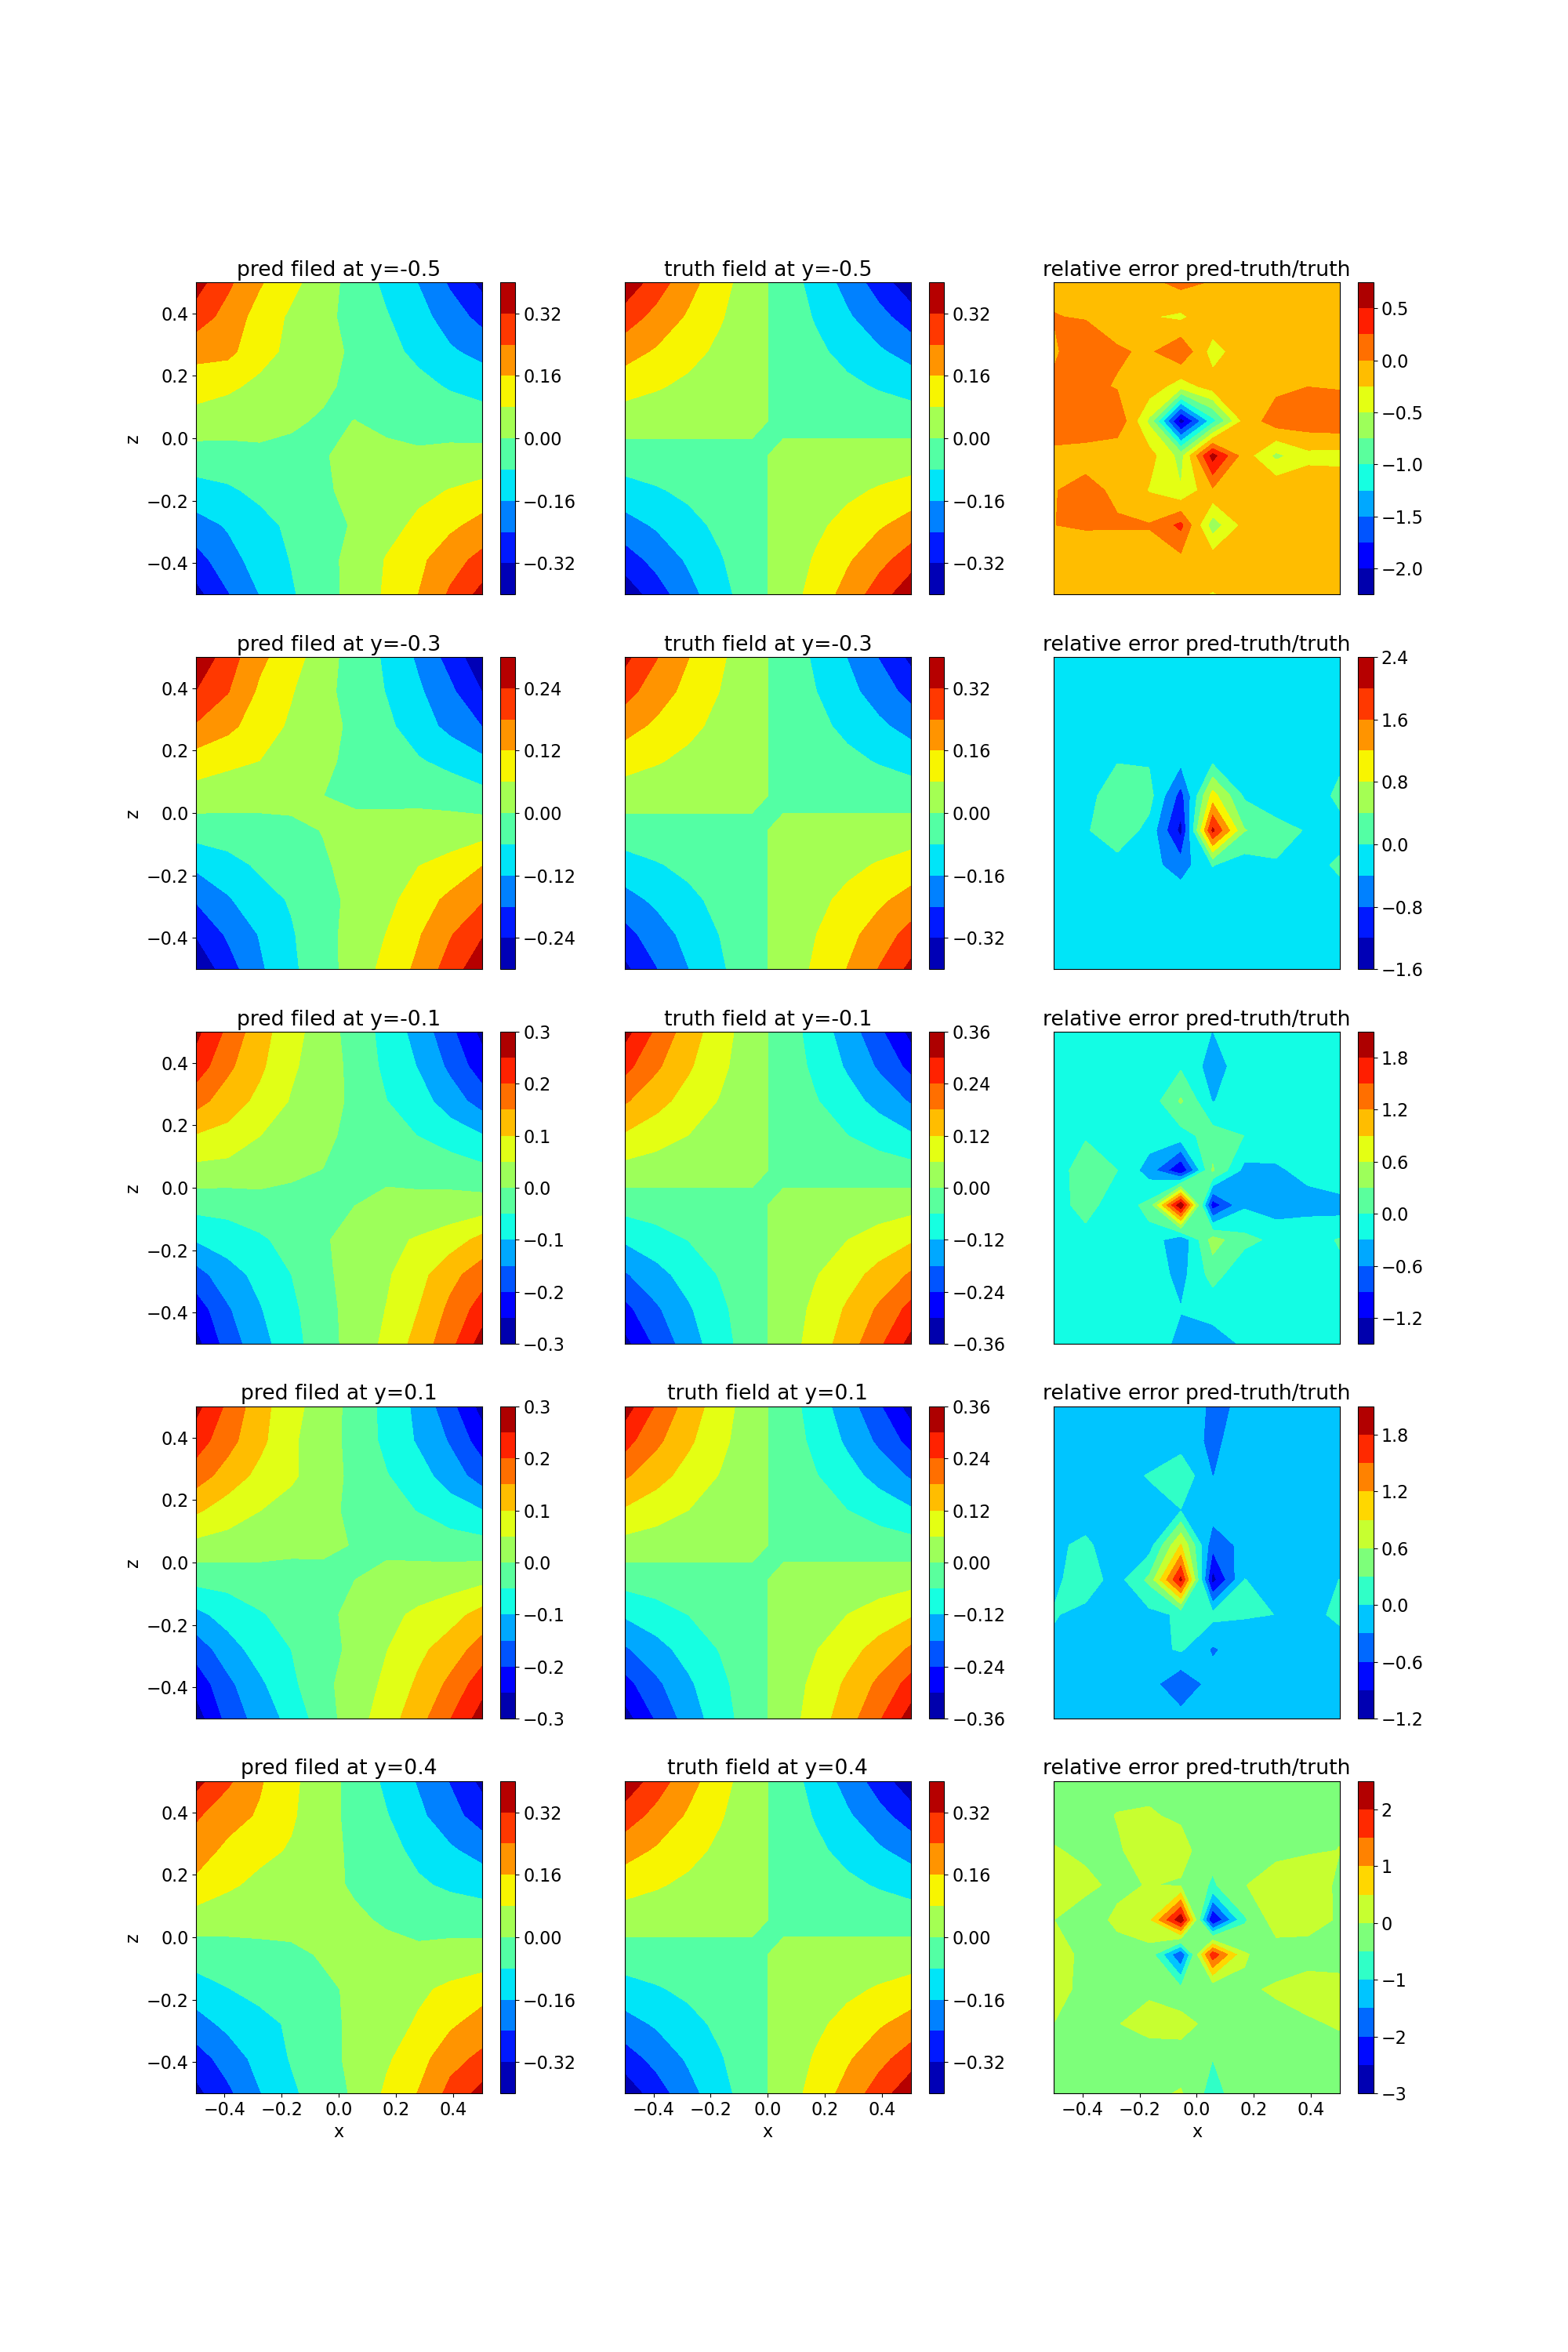 pred filed at y=-0.5 truth field at y=-0.5 relative error pred-truth/truth
0.4 0.2 0.0 −0.2 −0.4
z
0.32 0.16 0.00 −0.16 −0.32
0.32 0.16 0.00 −0.16 −0.32
0.5 0.0 −0.5 −1.0 −1.5 −2.0
pred filed at y=-0.3 truth field at y=-0.3 relative error pred-truth/truth
0.4 0.2 0.0 −0.2 −0.4
z
0.24 0.12 0.00 −0.12 −0.24
0.32 0.16 0.00 −0.16 −0.32
2.4 1.6 0.8 0.0 −0.8 −1.6
pred filed at y=-0.1 truth field at y=-0.1 relative error pred-truth/truth
0.4 0.2 0.0 −0.2 −0.4
z
0.3 0.2 0.1 0.0 −0.1 −0.2 −0.3
0.36 0.24 0.12 0.00 −0.12 −0.24 −0.36
1.8 1.2 0.6 0.0 −0.6 −1.2
pred filed at y=0.1 truth field at y=0.1 relative error pred-truth/truth
0.4 0.2 0.0 −0.2 −0.4
z
0.3 0.2 0.1 0.0 −0.1 −0.2 −0.3
0.36 0.24 0.12 0.00 −0.12 −0.24 −0.36
1.8 1.2 0.6 0.0 −0.6 −1.2
pred filed at y=0.4 truth field at y=0.4 relative error pred-truth/truth
0.4 0.2 0.0 −0.2 −0.4
z
0.32 0.16 0.00 −0.16 −0.32
0.32 0.16 0.00 −0.16 −0.32
2 1 0 −1 −2 −3
−0.4 −0.2 0.0 0.2 0.4 −0.4 −0.2 0.0 0.2 0.4 −0.4 −0.2 0.0 0.2 0.4
x x x